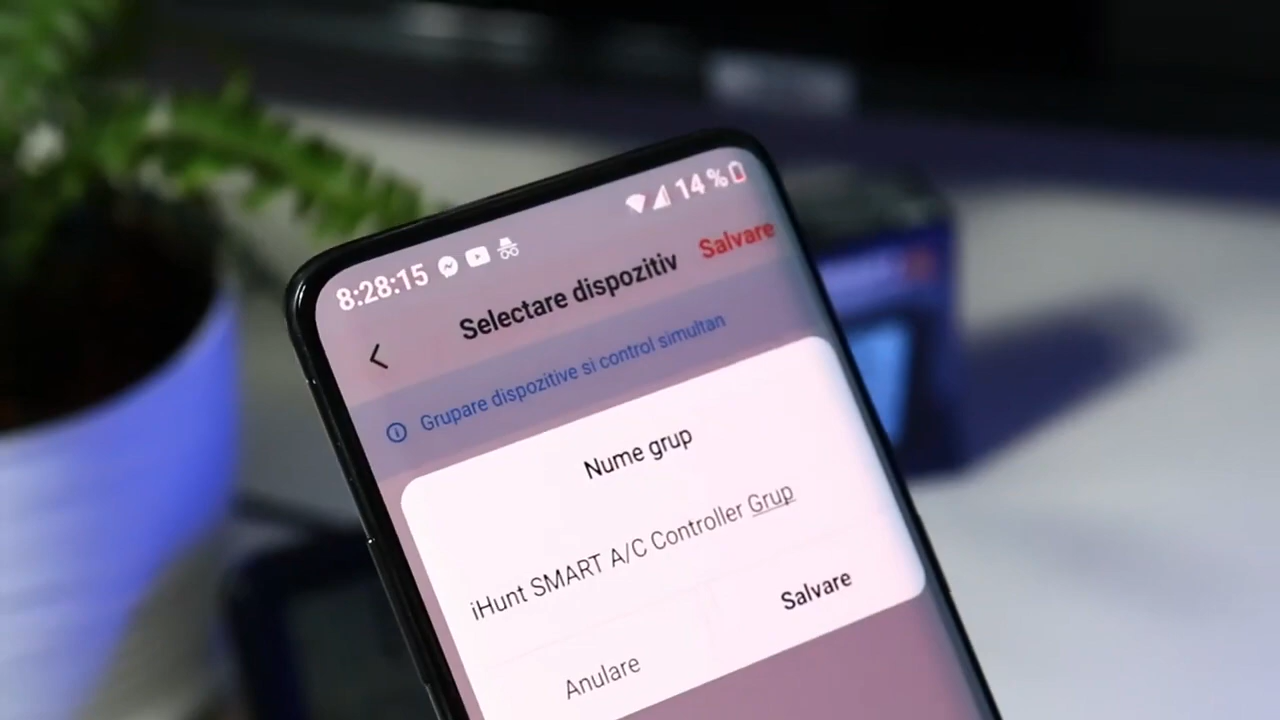 8:28:15 14%
Selectare dispozitiv Salvare
Grupare dispozitive si control simultan
Nume grup
iHunt SMART A/C Controller Grup
Anulare Salvare